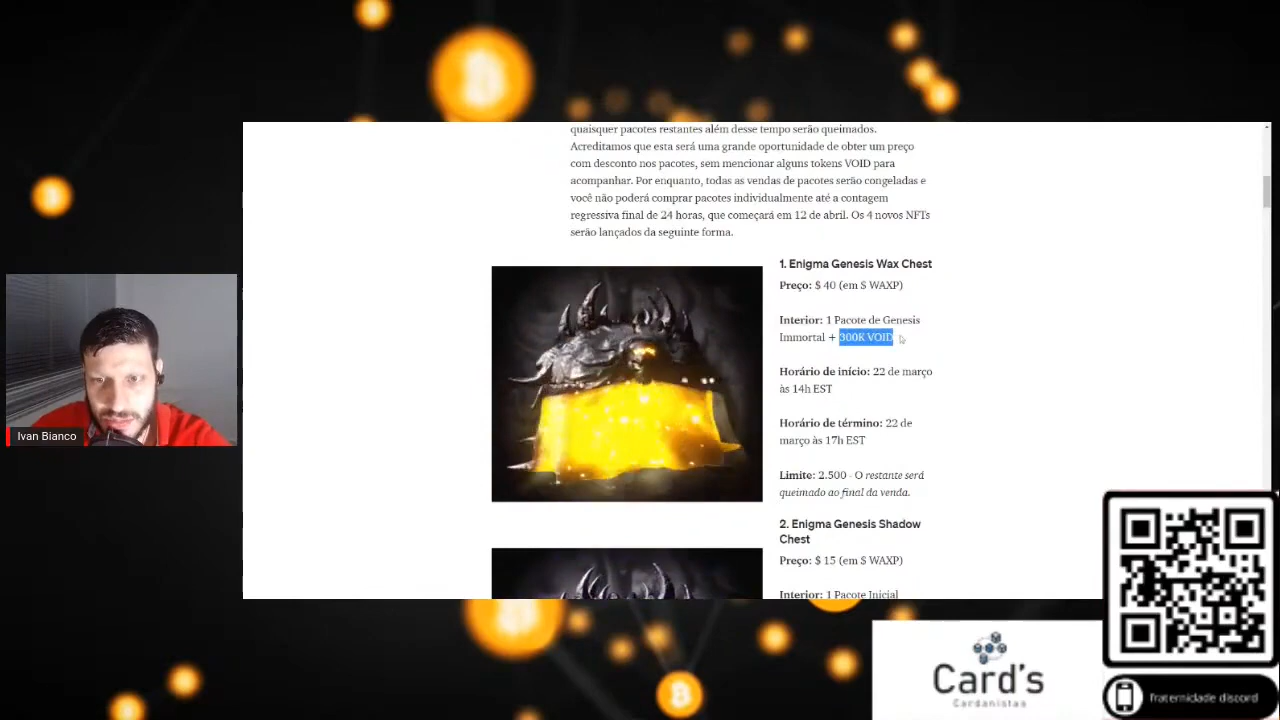 quaisquer pacotes restantes além desse tempo serão queimados.
Acreditamos que esta será uma grande oportunidade de obter um preço
com desconto nos pacotes, sem mencionar alguns tokens VOID para
acompanhar. Por enquanto, todas as vendas de pacotes serão congeladas e
você não poderá comprar pacotes individualmente até a contagem
regressiva final de 24 horas, que começará em 12 de abril. Os 4 novos NFTs
serão lançados da seguinte forma.
1. Enigma Genesis Wax Chest
Preço: $ 40 (em $ WAXP)
Interior: 1 Pacote de Genesis
Immortal + 300K VOID
Horário de início: 22 de março
às 14h EST
Horário de término: 22 de
março às 17h EST
Limite: 2.500 - O restante será
queimado ao final da venda.
2. Enigma Genesis Shadow
Chest
Preço: $ 15 (em $ WAXP)
Interior: 1 Pacote Inicial
Ivan Bianco
Card's
Cardanistas
fraternidade discord